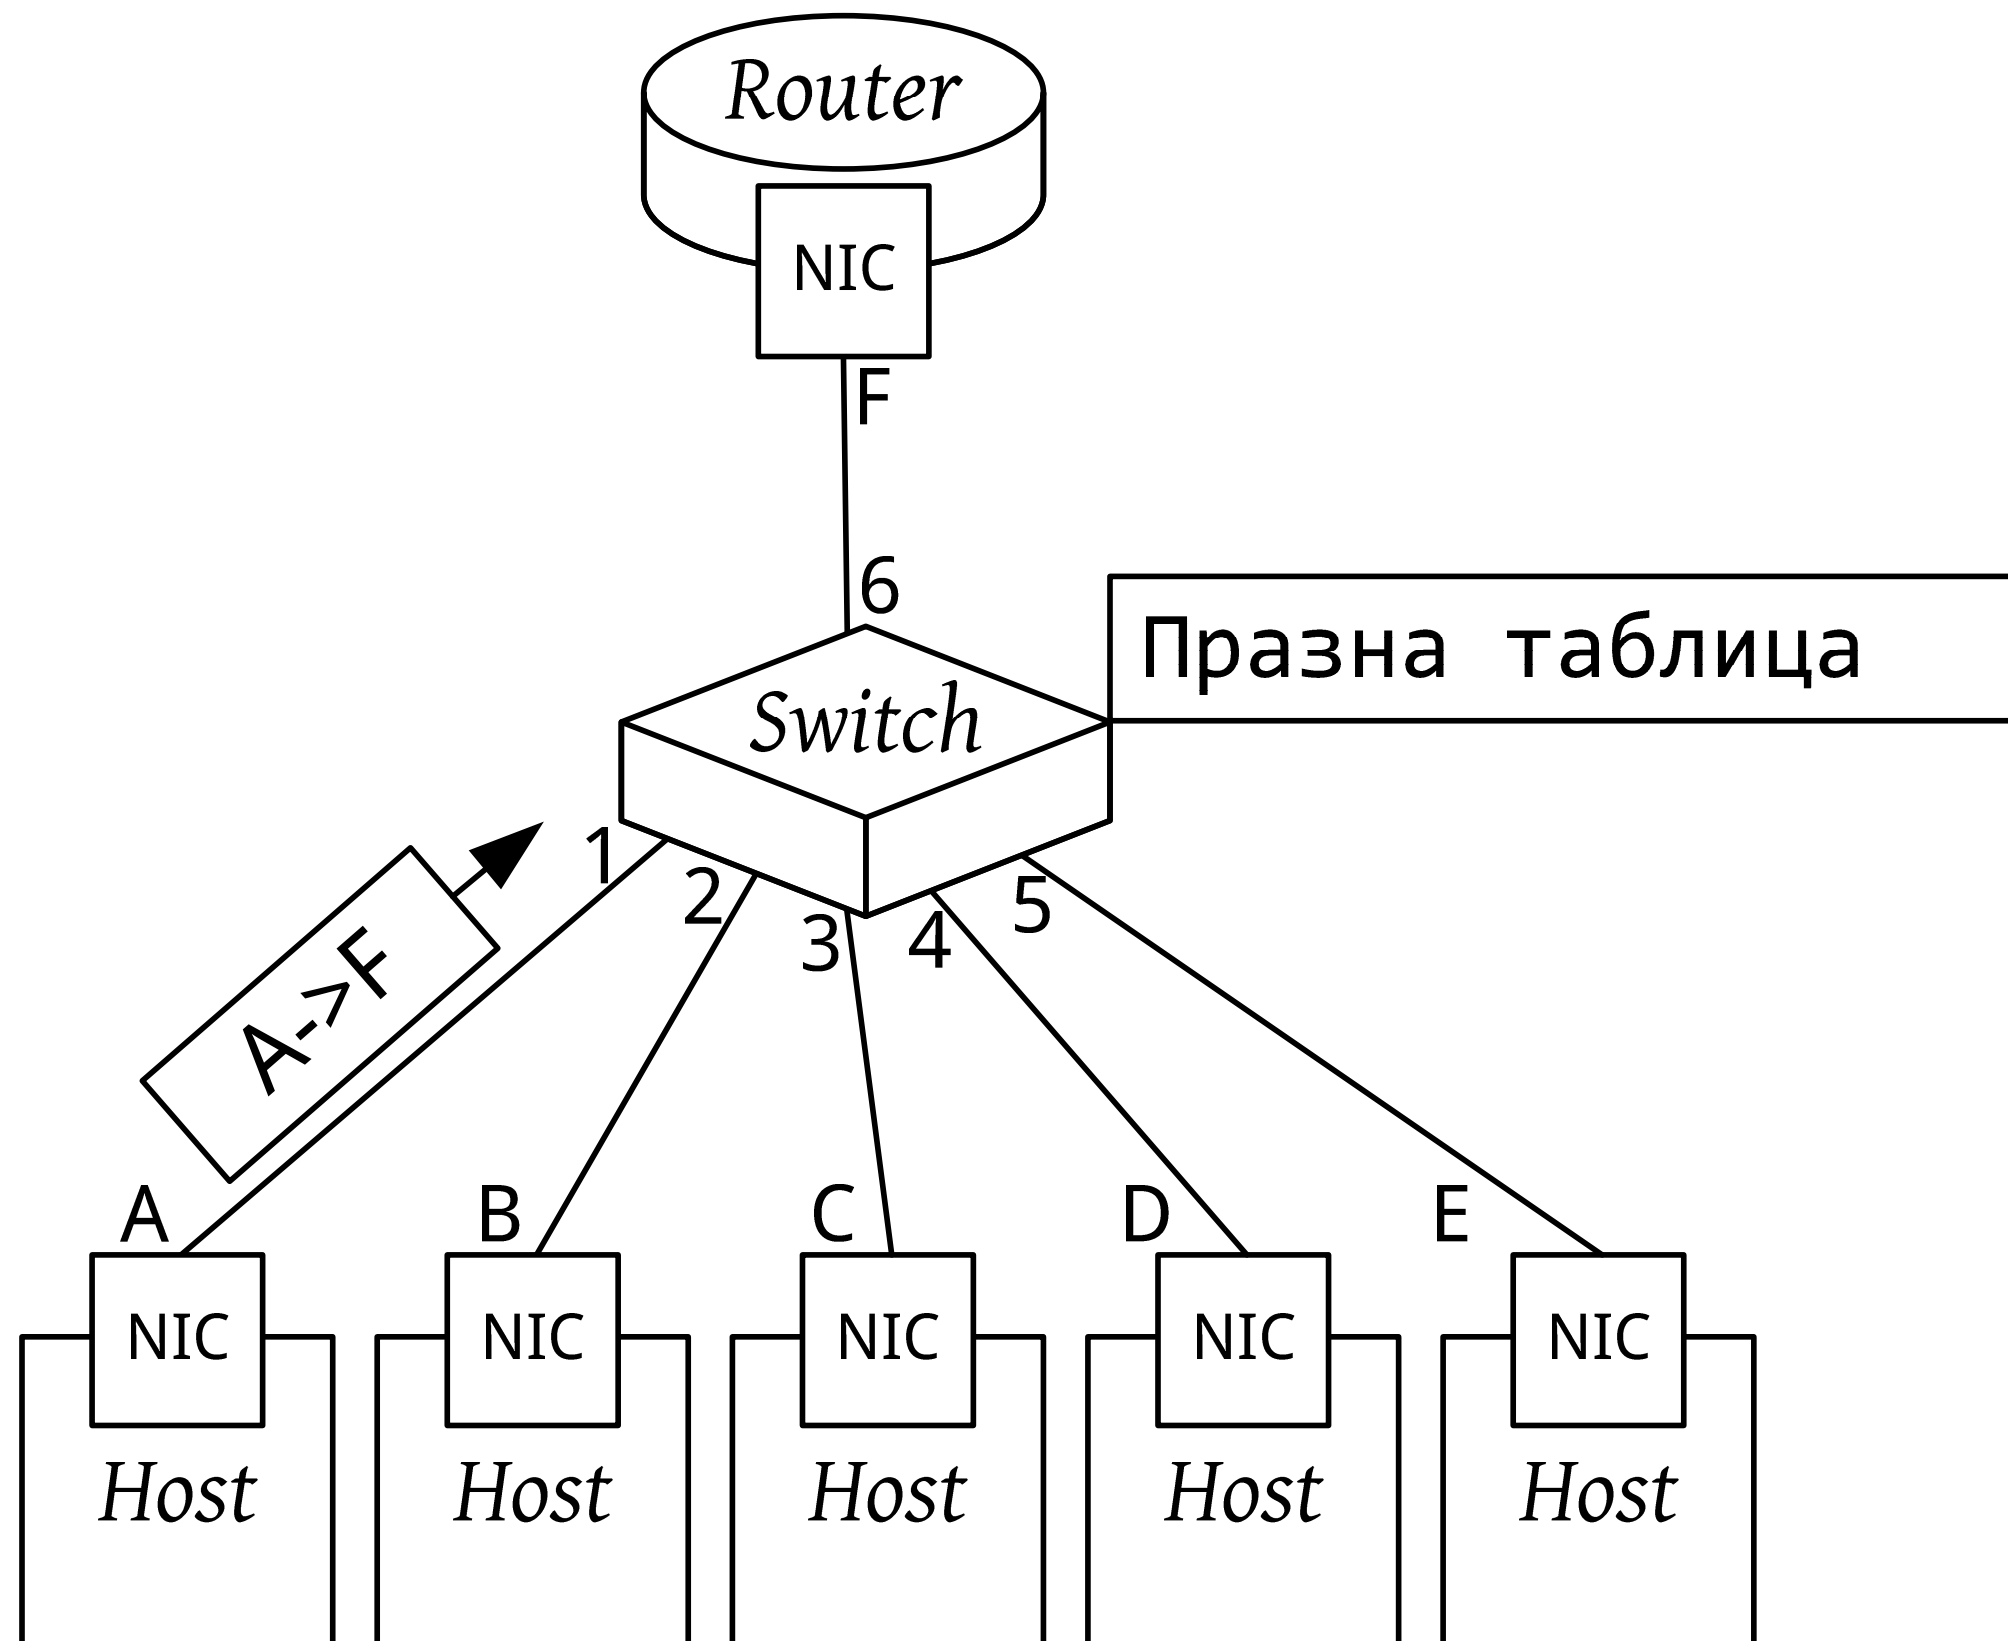 Router
NIC
F
6
Празна таблица
Switch
1
2
3
4
5
A->F
A
B
C
D
E
NIC
NIC
NIC
NIC
NIC
Host
Host
Host
Host
Host